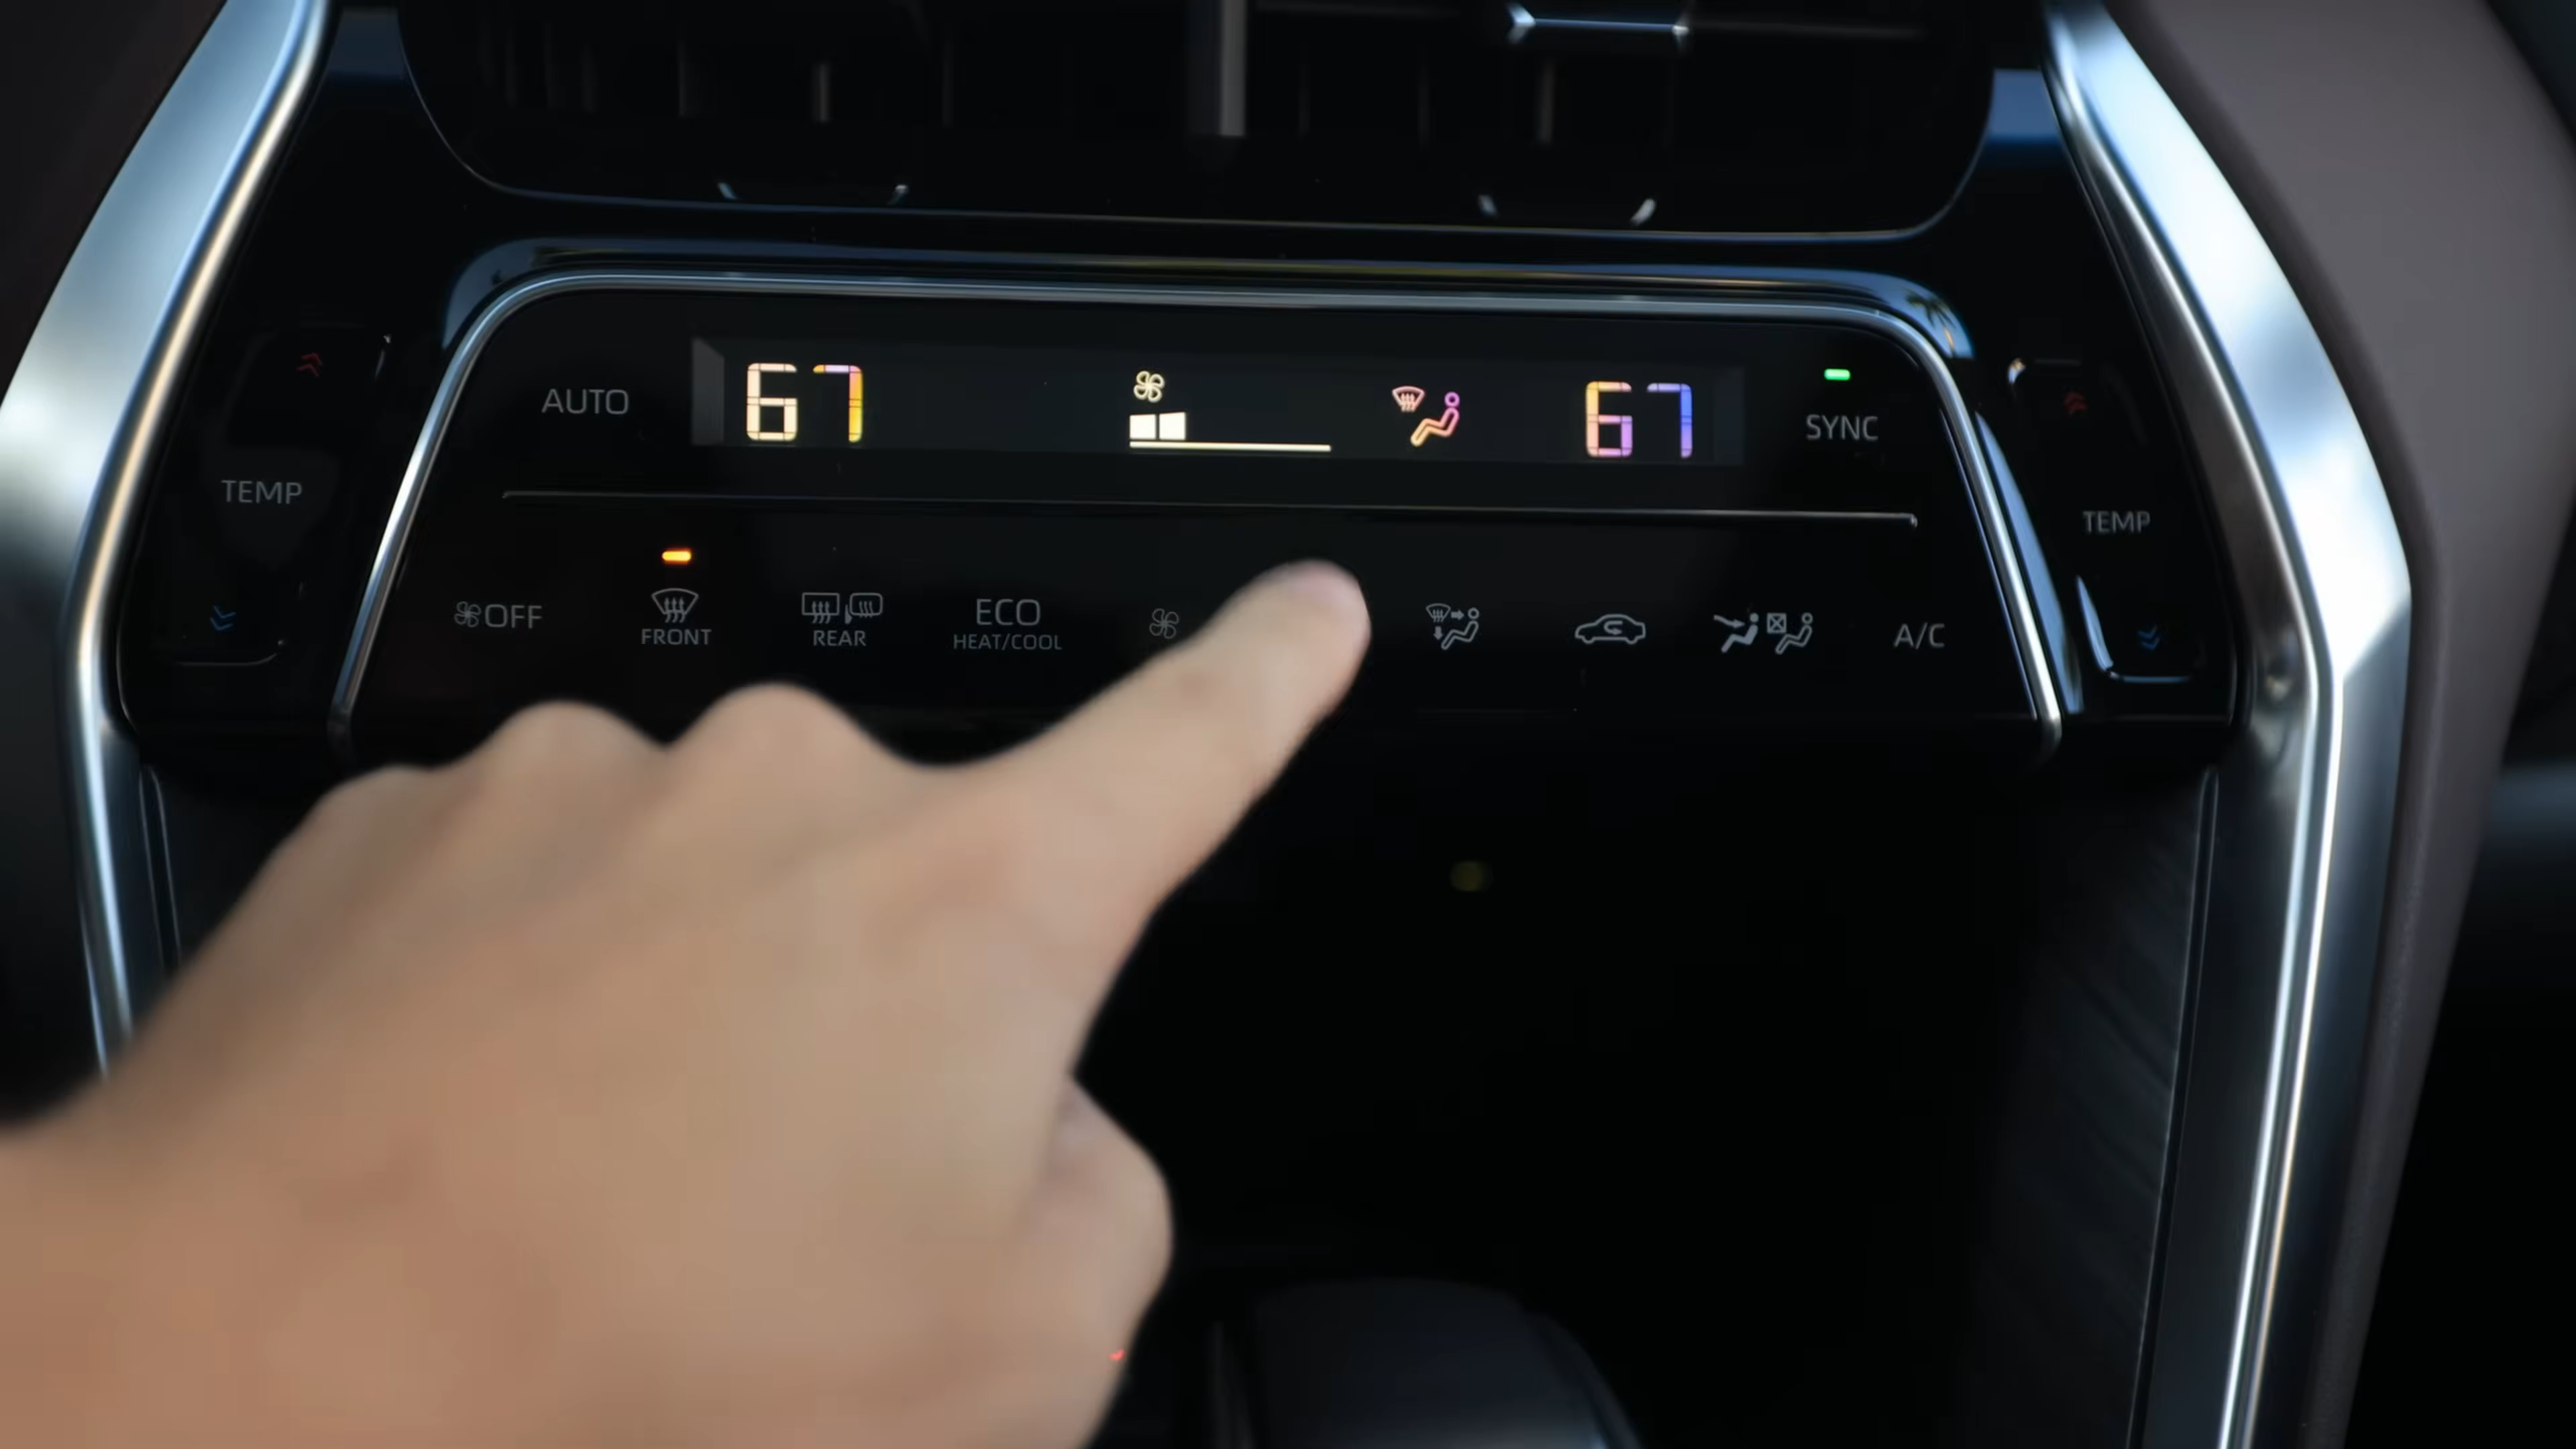 67
67
AUTO
SYNC
TEMP
TEMP
OFF
FRONT
REAR
ECO
HEAT/COOL
A/C